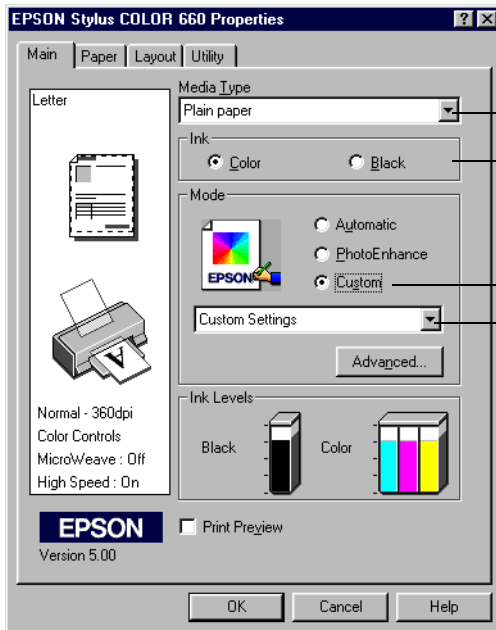 EPSON Stylus COLOR 660 Properties
Main Paper Layout Utility
Letter
Media Type
Plain paper
Ink
Color Black
Mode
Automatic
PhotoEnhance
EPSON
Custom
Custom Settings
Advanced...
A
Normal - 360dpi
Color Controls
MicroWeave : Off
High Speed : On
Ink Levels
Black Color
EPSON
Version 5.00
Print Preview
OK Cancel Help